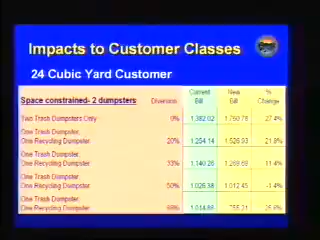 Impacts to Customer Classes
24 Cubic Yard Customer
Space constrained- 2 dumpsters Diversion Current Bill New Bill % Change
Two Trash Dumpsters Only 0% 1,382.02 1,760.78 27.4%
One Trash Dumpster,
One Recycling Dumpster 20% 1,254.14 1,526.93 21.8%
One Trash Dumpster
One Recycling Dumpster 33% 1,140.26 11.4%
One Trash Dumpster
One Recycling Dumpster 50% 1,026.38 1,012.45 -1.4%
One Trash Dumpster
One Recycling Dumpster